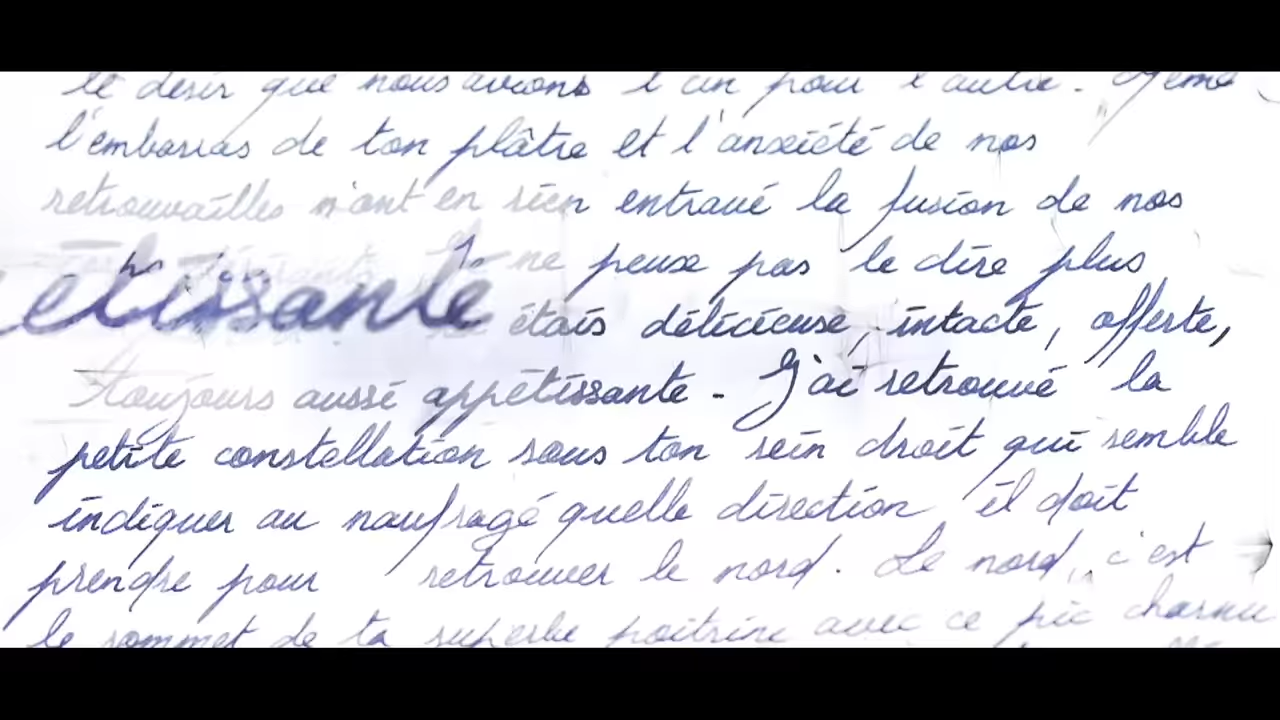 le désir que nous avions l'un pour l'autre. Même
l'embarras de ton plâtre et l'anxiété de nos
retrouvailles n'ont en rien entravé la fusion de nos
ne peux pas le dire plus
étissante
étais délicieuse, intacte, offerte,
toujours aussi appétissante. J'ai retrouvé la
petite constellation sous ton sein droit qui semble
indiquer au naufragé quelle direction il doit
prendre pour retrouver le nord. Le nord, c'est
le sommet de ta superbe poitrine avec ce pic charnu